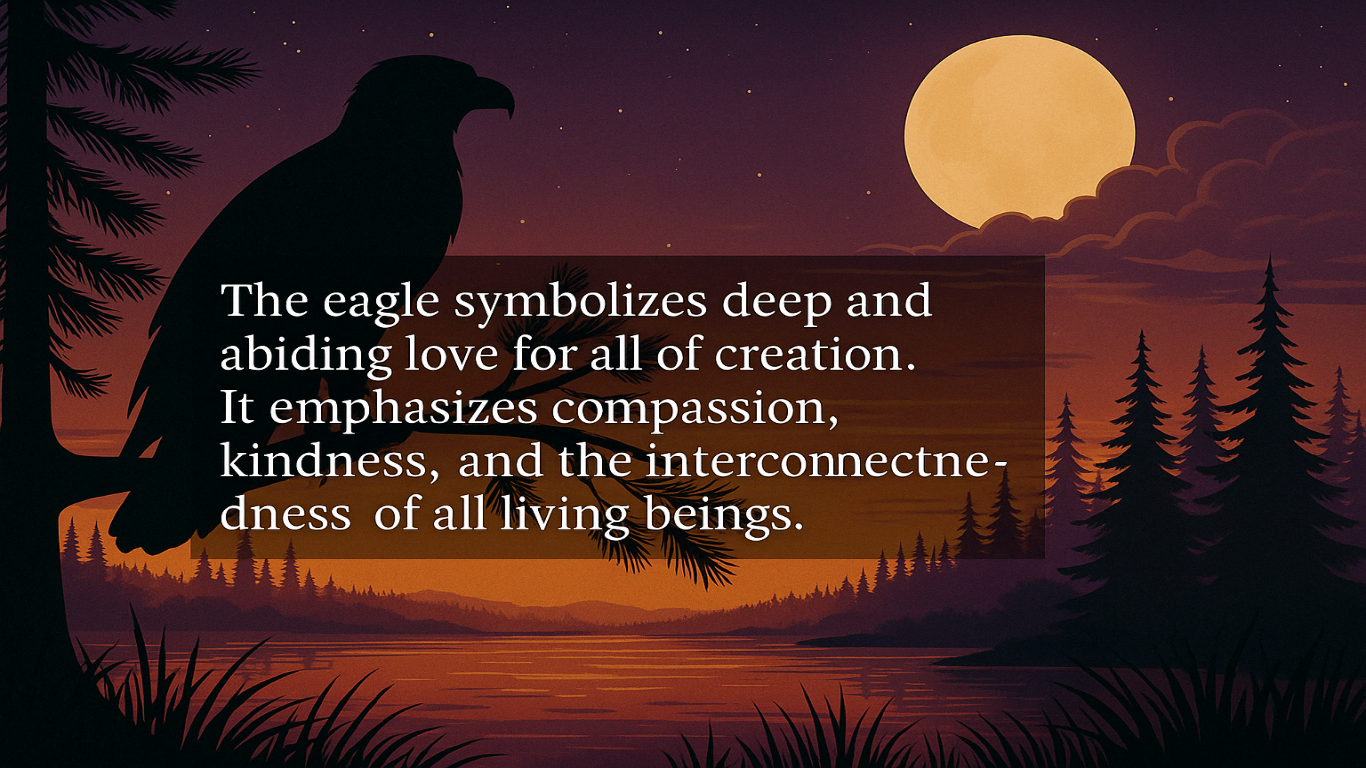 The eagle symbolizes deep and
abiding love for all of creation.
It emphasizes compassion,
kindness, and the interconnectne-
dness of all living beings.